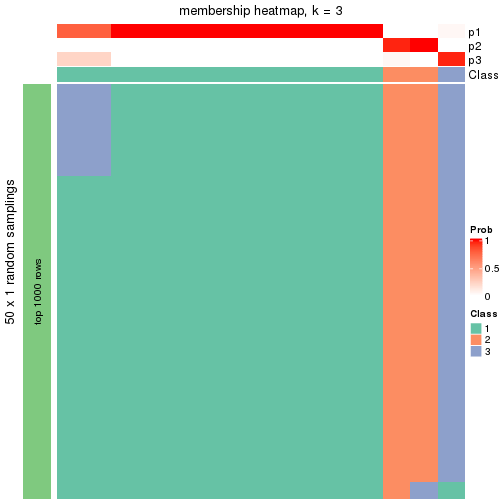 membership heatmap, k = 3
p1
p2
p3
Class
50 x 1 random samplings
top 1000 rows
Prob
1
0.5
0
Class
1
2
3